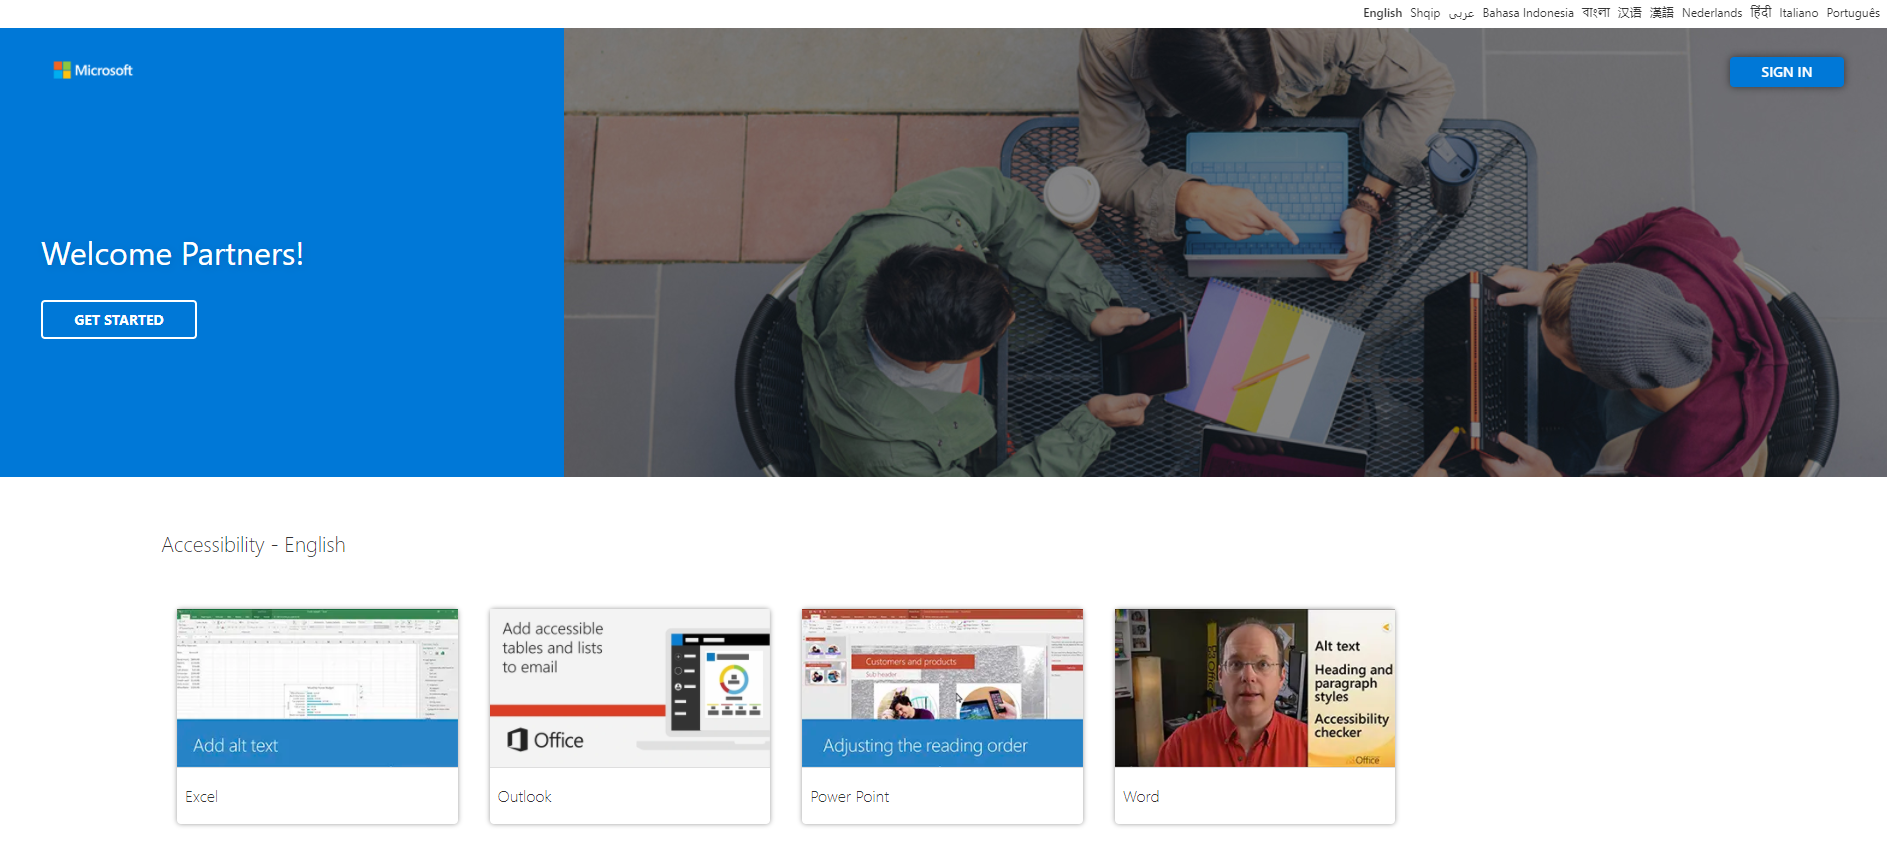 English Shqip عربى Bahasa Indonesia বাংলা 汉语 漢語 Nederlands हिंदी Italiano Português
Microsoft
SIGN IN
Welcome Partners!
GET STARTED
Accessibility - English
Add alt text
Excel
Add accessible
tables and lists
to email
Office
Outlook
Customers and products
Sub header
Adjusting the reading order
Power Point
Alt text
Heading and
paragraph
styles
Accessibility
checker
Office
Word